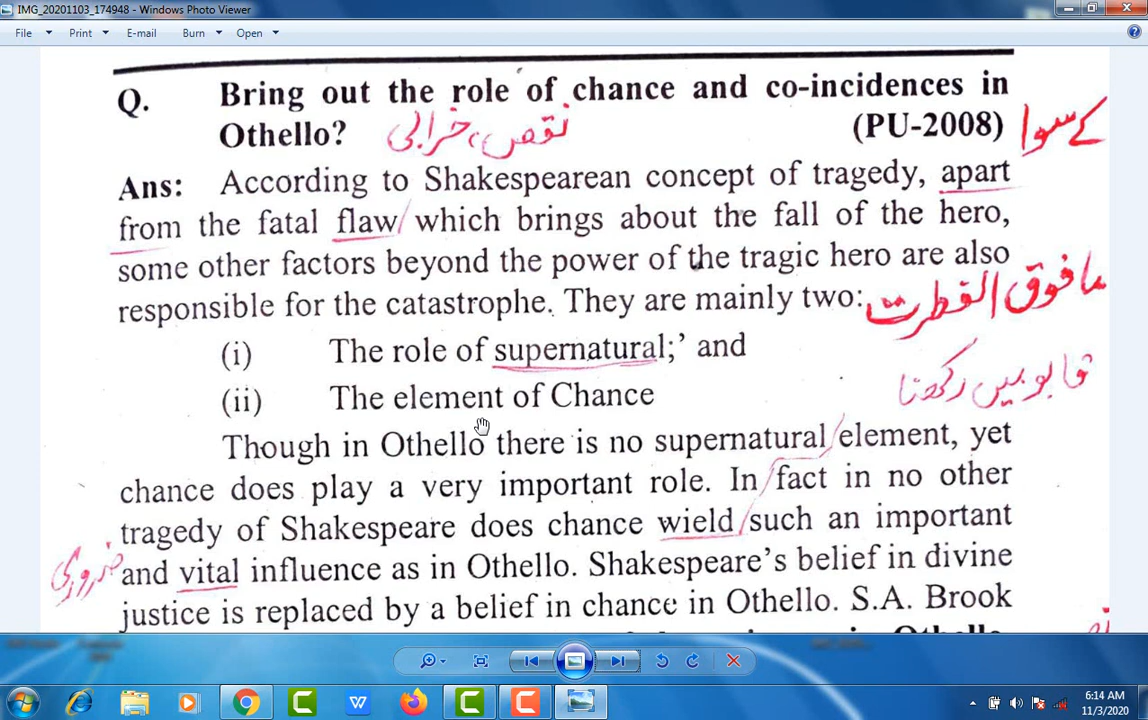 IMG_20201103_174948 - Windows Photo Viewer
File Print E-mail Burn Open
Q. Bring out the role of chance and co-incidences in
Othello? نقص، خرابی (PU-2008) کے سوا
Ans: According to Shakespearean concept of tragedy, apart
from the fatal flaw which brings about the fall of the hero,
some other factors beyond the power of the tragic hero are also
responsible for the catastrophe. They are mainly two: مافوق الفطرت
(i) The role of supernatural;' and
(ii) The element of Chance قابو میں رکھنا
Though in Othello there is no supernatural element, yet
chance does play a very important role. In fact in no other
tragedy of Shakespeare does chance wield such an important
ضروری and vital influence as in Othello. Shakespeare's belief in divine
justice is replaced by a belief in chance in Othello. S.A. Brook
6:14 AM
11/3/2020